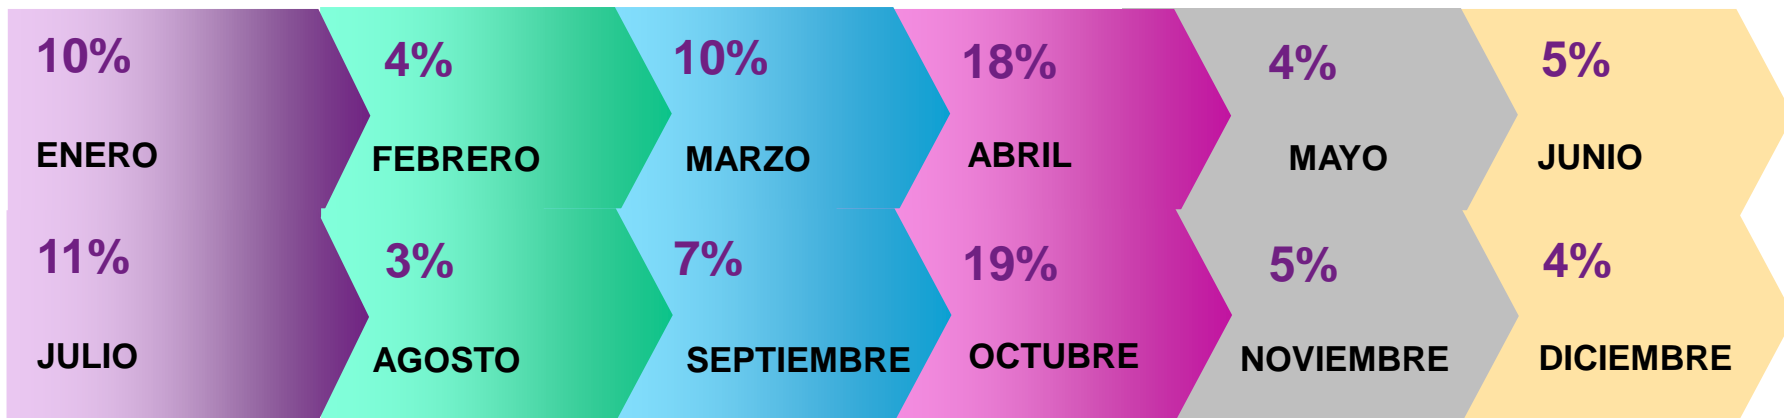 10% 4% 10% 18% 4% 5%
ENERO FEBRERO MARZO ABRIL MAYO JUNIO
11% 3% 7% 19% 5% 4%
JULIO AGOSTO SEPTIEMBRE OCTUBRE NOVIEMBRE DICIEMBRE